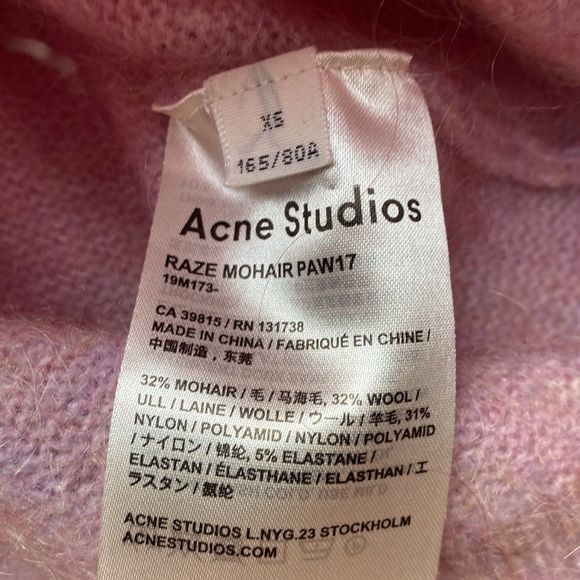 XS
165/80A
Acne Studios
RAZE MOHAIR PAW17
19M173-
CA 39815 / RN 131738
MADE IN CHINA / FABRIQUÉ EN CHINE /
中国制造，东莞
32% MOHAIR / 毛 / 马海毛, 32% WOOL /
ULL / LAINE / WOLLE / ウール / 羊毛, 31%
NYLON / POLYAMID / NYLON / POLYAMID
/ ナイロン / 锦纶, 5% ELASTANE /
ELASTAN / ÉLASTHANE / ELASTHAN / エ
ラスタン / 氨纶
ACNE STUDIOS L.NYG.23 STOCKHOLM
ACNESTUDIOS.COM